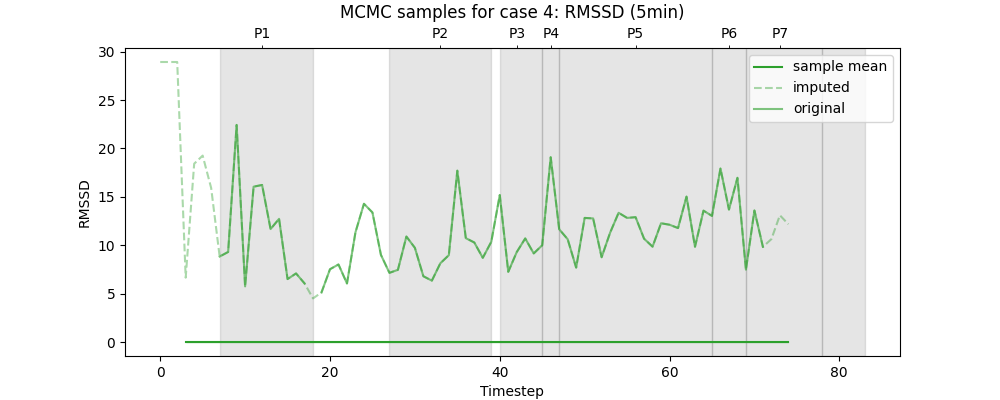 MCMC samples for case 4: RMSSD (5min)
P1 P2 P3 P4 P5 P6 P7
sample mean
imputed
original
RMSSD
30
25
20
15
10
5
0
0 20 40 60 80
Timestep